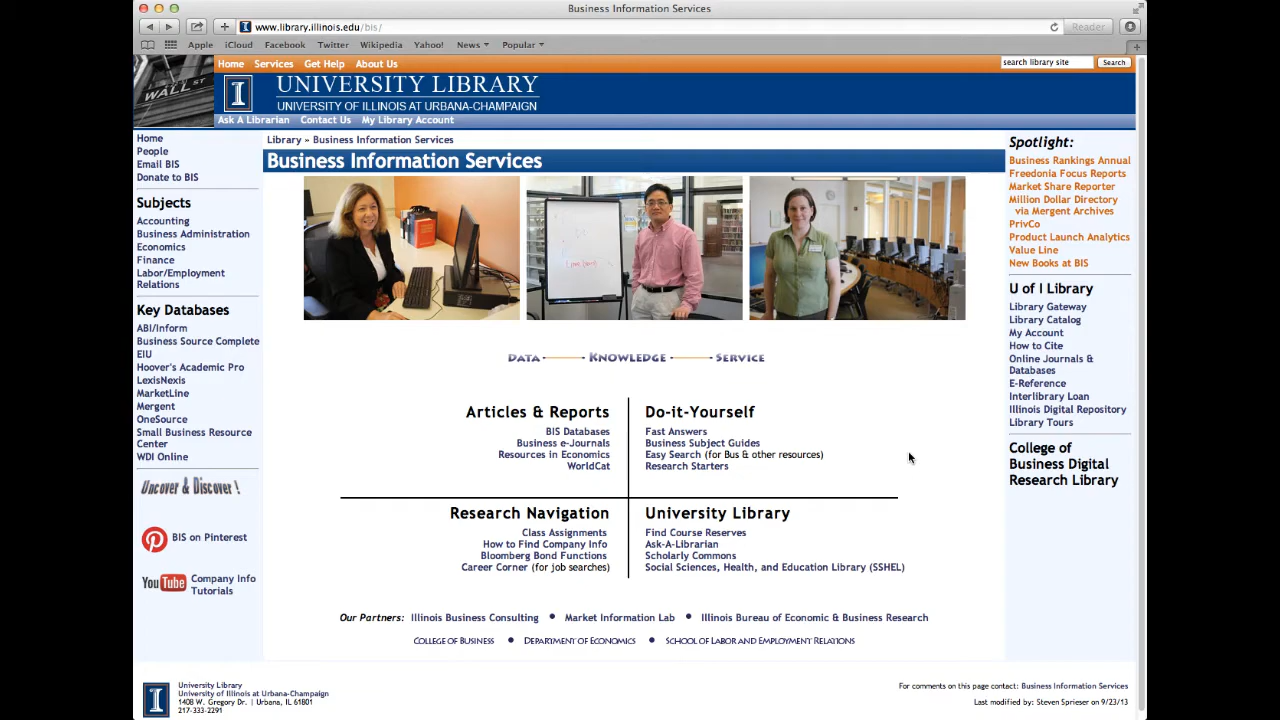 Business Information Services
www.library.illinois.edu/bis/
Reader
Apple iCloud Facebook Twitter Wikipedia Yahoo! News Popular
WALL ST
Home Services Get Help About Us
search library site Search
I
UNIVERSITY LIBRARY
UNIVERSITY OF ILLINOIS AT URBANA-CHAMPAIGN
Ask A Librarian Contact Us My Library Account
Home
People
Email BIS
Donate to BIS
Subjects
Accounting
Business Administration
Economics
Finance
Labor/Employment
Relations
Key Databases
ABI/Inform
Business Source Complete
EIU
Hoover's Academic Pro
LexisNexis
MarketLine
Mergent
OneSource
Small Business Resource
Center
WDI Online
Uncover & Discover !
BIS on Pinterest
YouTube
Company Info
Tutorials
Library » Business Information Services
Business Information Services
DATA KNOWLEDGE SERVICE
Articles & Reports
BIS Databases
Business e-Journals
Resources in Economics
WorldCat
Do-it-Yourself
Fast Answers
Business Subject Guides
Easy Search (for Bus & other resources)
Research Starters
Research Navigation
Class Assignments
How to Find Company Info
Bloomberg Bond Functions
Career Corner (for job searches)
University Library
Find Course Reserves
Ask-A-Librarian
Scholarly Commons
Social Sciences, Health, and Education Library (SSHEL)
Our Partners: Illinois Business Consulting • Market Information Lab • Illinois Bureau of Economic & Business Research
COLLEGE OF BUSINESS • DEPARTMENT OF ECONOMICS • SCHOOL OF LABOR AND EMPLOYMENT RELATIONS
Spotlight:
Business Rankings Annual
Freedonia Focus Reports
Market Share Reporter
Million Dollar Directory
via Mergent Archives
PrivCo
Product Launch Analytics
Value Line
New Books at BIS
U of I Library
Library Gateway
Library Catalog
My Account
How to Cite
Online Journals &
Databases
E-Reference
Interlibrary Loan
Illinois Digital Repository
Library Tours
College of
Business Digital
Research Library
I
University Library
University of Illinois at Urbana-Champaign
1408 W. Gregory Dr. | Urbana, IL 61801
217-333-2291
For comments on this page contact: Business Information Services
Last modified by: Steven Sprieser on 9/23/13